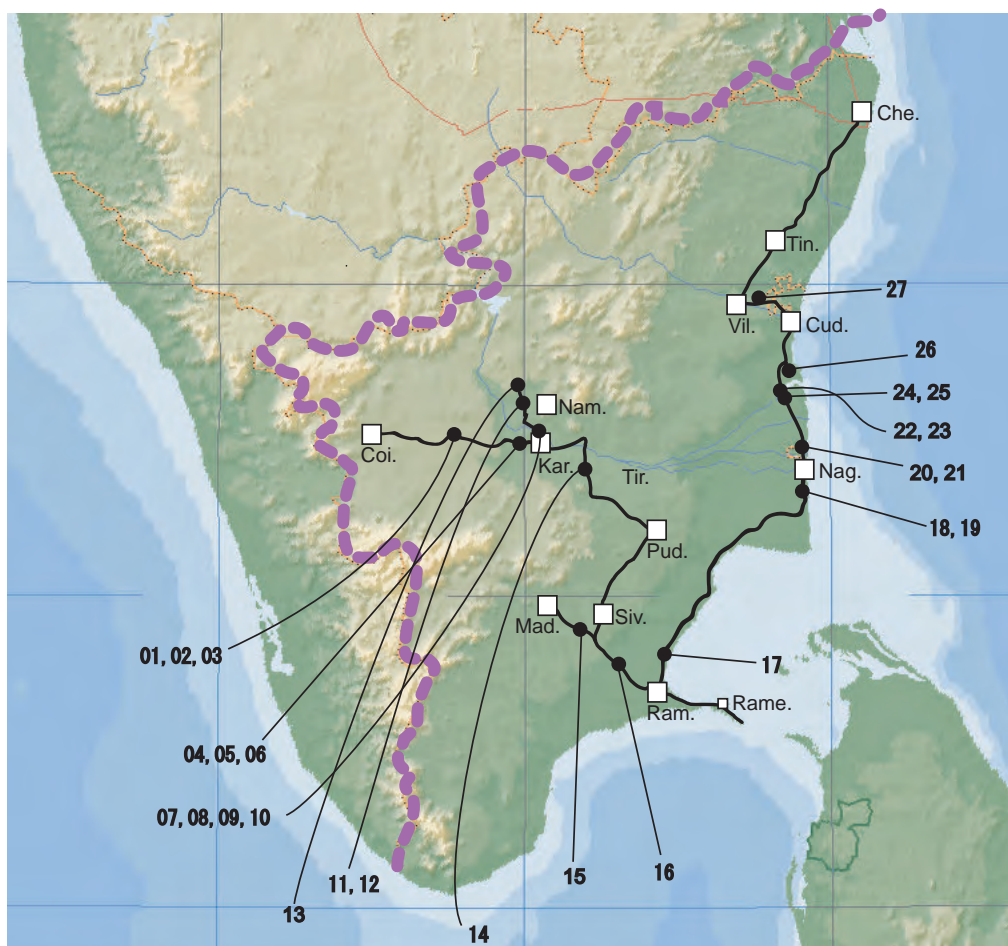 Che.
Tin.
27
Vil.
Cud.
26
24, 25
22, 23
Nam.
Coi.
Kar.
Tir.
Nag.
20, 21
18, 19
Pud.
Mad.
Siv.
01, 02, 03
17
Ram.
Rame.
04, 05, 06
07, 08, 09, 10
16
15
11, 12
13
14